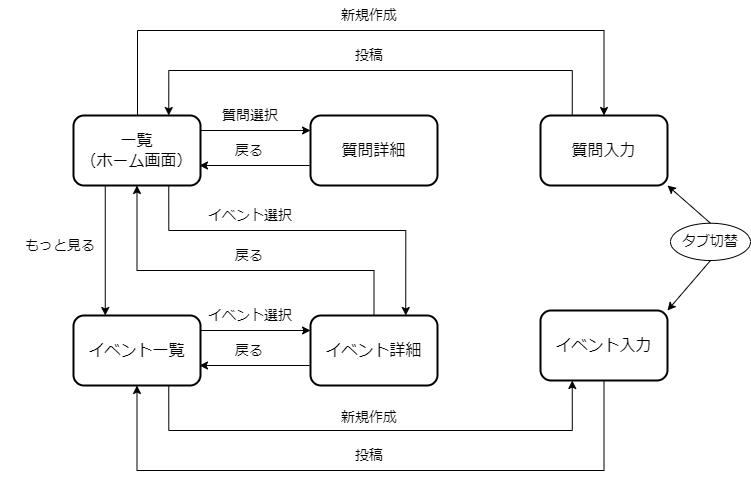 新規作成
投稿
一覧
（ホーム画面）
質問選択
戻る
質問詳細
質問入力
イベント選択
もっと見る
戻る
タブ切替
イベント一覧
イベント選択
戻る
イベント詳細
イベント入力
新規作成
投稿